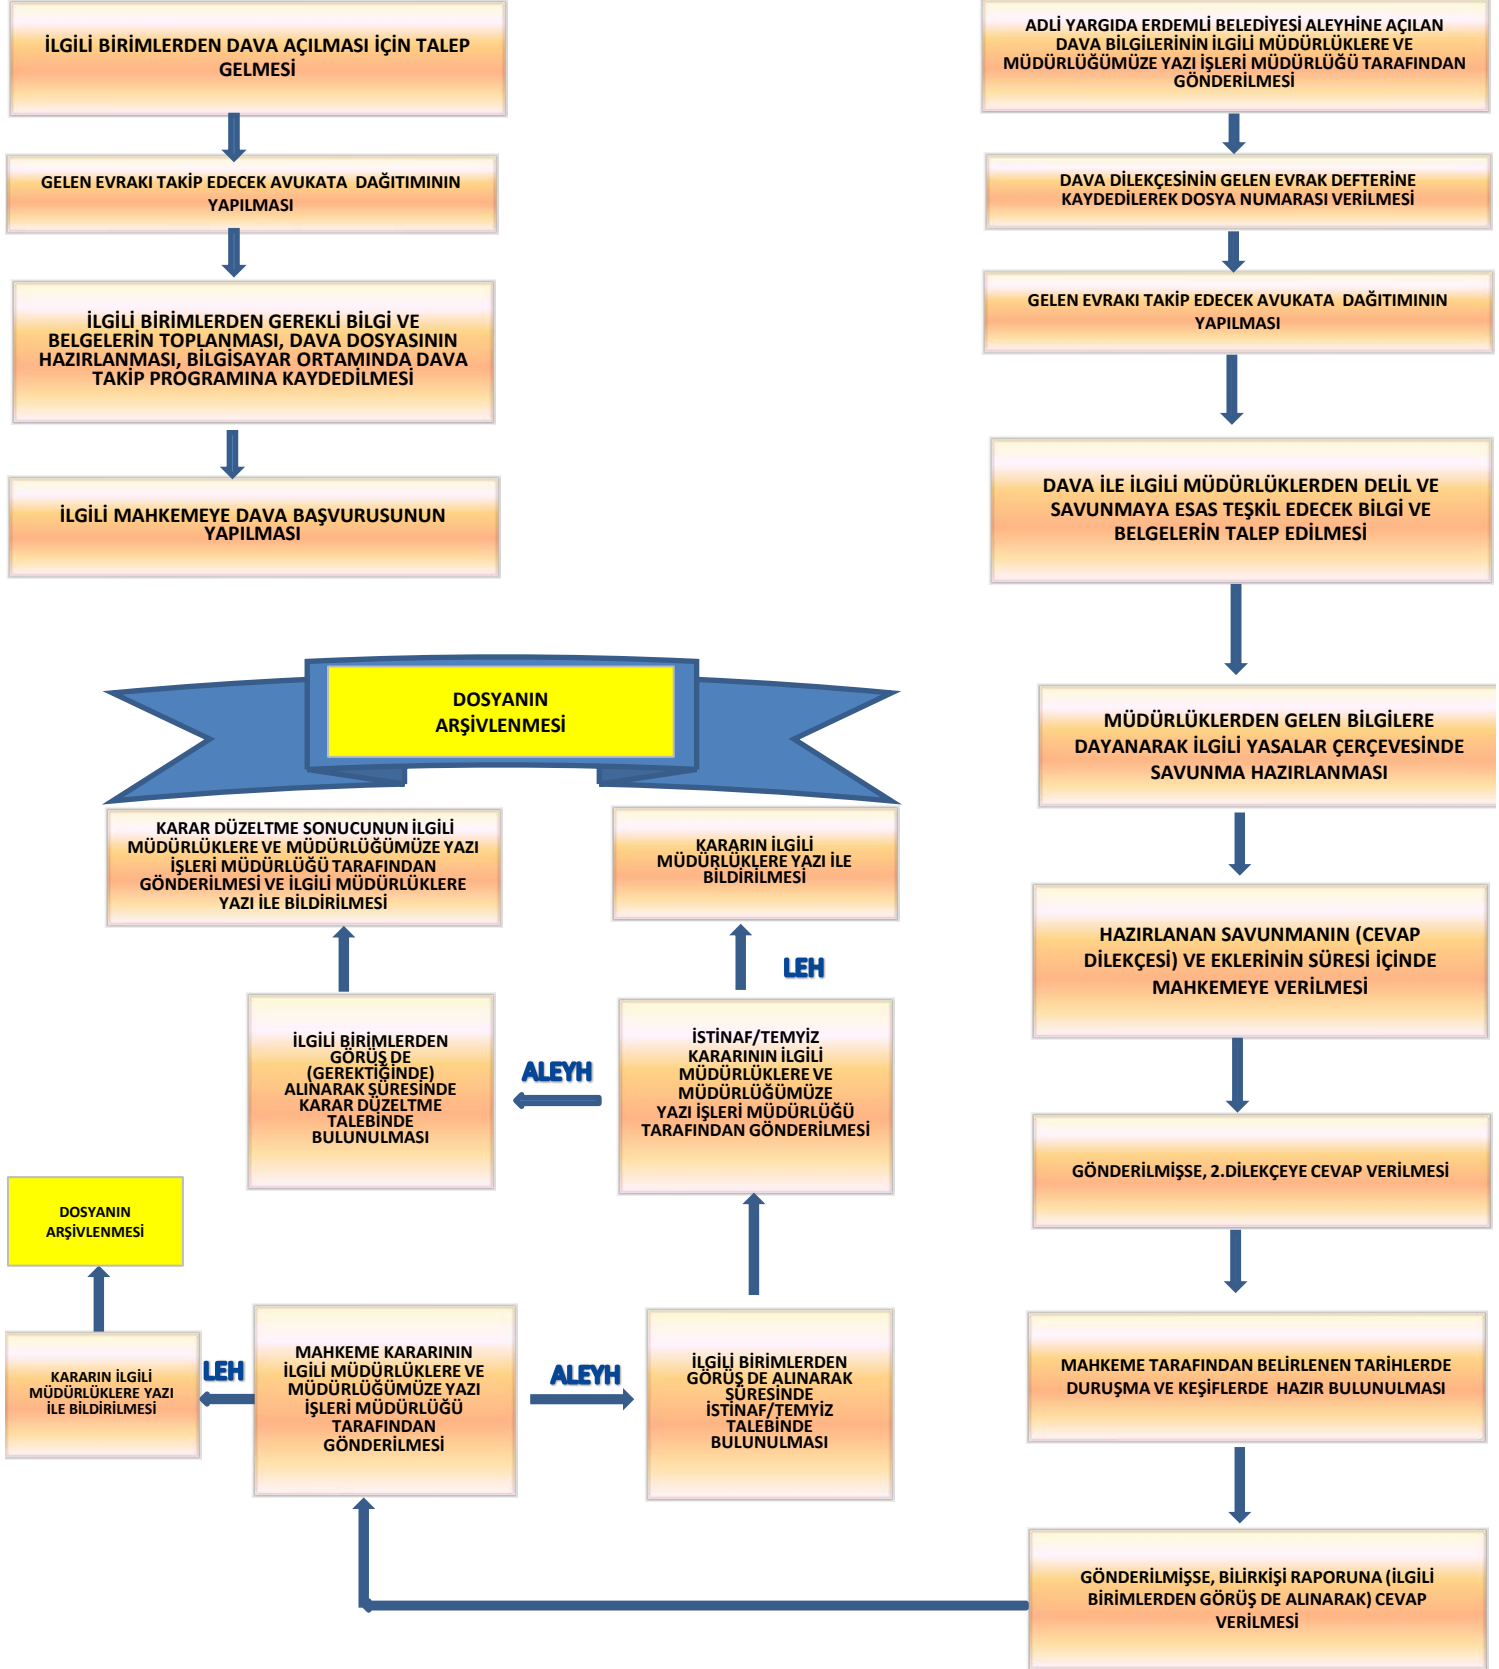 İLGİLİ BİRİMLERDEN DAVA AÇILMASI İÇİN TALEP
GELMESİ
GELEN EVRAKI TAKİP EDECEK AVUKATA DAĞITIMININ
YAPILMASI
İLGİLİ BİRİMLERDEN GEREKLİ BİLGİ VE
BELGELERİN TOPLANMASI, DAVA DOSYASININ
HAZIRLANMASI, BİLGİSAYAR ORTAMINDA DAVA
TAKİP PROGRAMINA KAYDEDİLMESİ
İLGİLİ MAHKEMEYE DAVA BAŞVURUSUNUN
YAPILMASI
ADLİ YARGIDA ERDEMLİ BELEDİYESİ ALEYHİNE AÇILAN
DAVA BİLGİLERİNİN İLGİLİ MÜDÜRLÜKLERE VE
MÜDÜRLÜĞÜMÜZE YAZI İŞLERİ MÜDÜRLÜĞÜ TARAFINDAN
GÖNDERİLMESİ
DAVA DİLEKÇESİNİN GELEN EVRAK DEFTERİNE
KAYDEDİLEREK DOSYA NUMARASI VERİLMESİ
GELEN EVRAKI TAKİP EDECEK AVUKATA DAĞITIMININ
YAPILMASI
DAVA İLE İLGİLİ MÜDÜRLÜKLERDEN DELİL VE
SAVUNMAYA ESAS TEŞKİL EDECEK BİLGİ VE
BELGELERİN TALEP EDİLMESİ
MÜDÜRLÜKLERDEN GELEN BİLGİLERE
DAYANARAK İLGİLİ YASALAR ÇERÇEVESİNDE
SAVUNMA HAZIRLANMASI
HAZIRLANAN SAVUNMANIN (CEVAP
DİLEKÇESİ) VE EKLERİNİN SÜRESİ İÇİNDE
MAHKEMEYE VERİLMESİ
GÖNDERİLMİŞSE, 2.DİLEKÇEYE CEVAP VERİLMESİ
MAHKEME TARAFINDAN BELİRLENEN TARİHLERDE
DURUŞMA VE KEŞİFLERDE HAZIR BULUNULMASI
GÖNDERİLMİŞSE, BİLİRKİŞİ RAPORUNA (İLGİLİ
BİRİMLERDEN GÖRÜŞ DE ALINARAK) CEVAP
VERİLMESİ
DOSYANIN
ARŞİVLENMESİ
KARAR DÜZELTME SONUCUNUN İLGİLİ
MÜDÜRLÜKLERE VE MÜDÜRLÜĞÜMÜZE YAZI
İŞLERİ MÜDÜRLÜĞÜ TARAFINDAN
GÖNDERİLMESİ VE İLGİLİ MÜDÜRLÜKLERE
YAZI İLE BİLDİRİLMESİ
KARARIN İLGİLİ
MÜDÜRLÜKLERE YAZI İLE
BİLDİRİLMESİ
LEH
İLGİLİ BİRİMLERDEN
GÖRÜŞ DE
(GEREKTİĞİNDE)
ALINARAK SÜRESİNDE
KARAR DÜZELTME
TALEBİNDE
BULUNULMASI
ALEYH
İSTİNAF/TEMYİZ
KARARININ İLGİLİ
MÜDÜRLÜKLERE VE
MÜDÜRLÜĞÜMÜZE
YAZI İŞLERİ MÜDÜRLÜĞÜ
TARAFINDAN GÖNDERİLMESİ
DOSYANIN
ARŞİVLENMESİ
KARARIN İLGİLİ
MÜDÜRLÜKLERE YAZI
İLE BİLDİRİLMESİ
LEH
MAHKEME KARARININ
İLGİLİ MÜDÜRLÜKLERE VE
MÜDÜRLÜĞÜMÜZE YAZI
İŞLERİ MÜDÜRLÜĞÜ
TARAFINDAN
GÖNDERİLMESİ
ALEYH
İLGİLİ BİRİMLERDEN
GÖRÜŞ DE ALINARAK
SÜRESİNDE
İSTİNAF/TEMYİZ
TALEBİNDE
BULUNULMASI